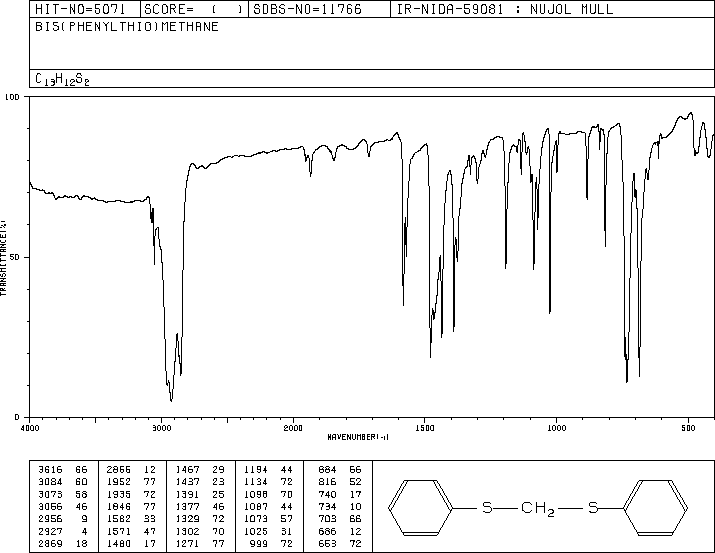 HIT-NO=5071 SCORE= ( ) SDBS-NO=11766 IR-NIDA-59081 : NUJOL MULL
BIS(PHENYLTHIO)METHANE
C13H12S2
100
TRANSMITTANCE(%)
50
0
4000 3000 2000 1500 1000 500
WAVENUMBER(-1)
3616 66 2866 12 1467 29 1194 44 884 66
3084 60 1952 77 1437 23 1134 72 816 52
3073 58 1935 72 1391 25 1098 70 740 17
3056 46 1846 77 1377 46 1087 44 734 10
2956 9 1582 33 1329 72 1073 57 703 66
2927 4 1571 47 1302 70 1025 31 686 12
2869 18 1480 17 1271 77 999 72 653 72
S CH2 S